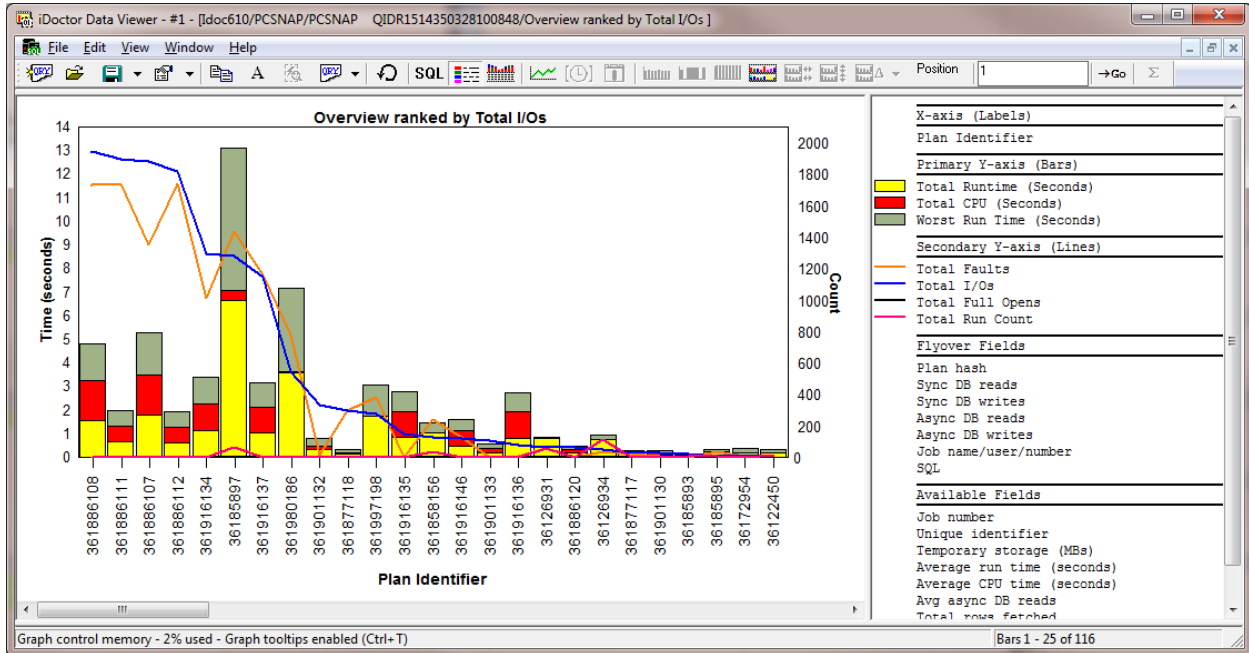 iDoctor Data Viewer - #1 - [Idoc610/PCSNAP/PCSNAP QIDR1514350328100848/Overview ranked by Total I/Os ]
File Edit View Window Help
QRY A QRY SQL Position 1 →Go Σ
Overview ranked by Total I/Os
Time (seconds)
14
13
12
11
10
9
8
7
6
5
4
3
2
1
0
2000
1800
1600
1400
1200
1000
800
600
400
200
0
Count
361886108
361886111
361886107
361886112
361916134
36185897
361916137
361980186
361901132
361877118
361997198
361916135
361858156
361916146
361901133
361916136
36126931
361886120
36126934
361877117
361901130
36185893
36185895
36172954
36122450
Plan Identifier
X-axis (Labels)
Plan Identifier
Primary Y-axis (Bars)
Total Runtime (Seconds)
Total CPU (Seconds)
Worst Run Time (Seconds)
Secondary Y-axis (Lines)
Total Faults
Total I/Os
Total Full Opens
Total Run Count
Flyover Fields
Plan hash
Sync DB reads
Sync DB writes
Async DB reads
Async DB writes
Job name/user/number
SQL
Available Fields
Job number
Unique identifier
Temporary storage (MBs)
Average run time (seconds)
Average CPU time (seconds)
Avg async DB reads
Total rows fetched
Graph control memory - 2% used - Graph tooltips enabled (Ctrl+T)
Bars 1 - 25 of 116